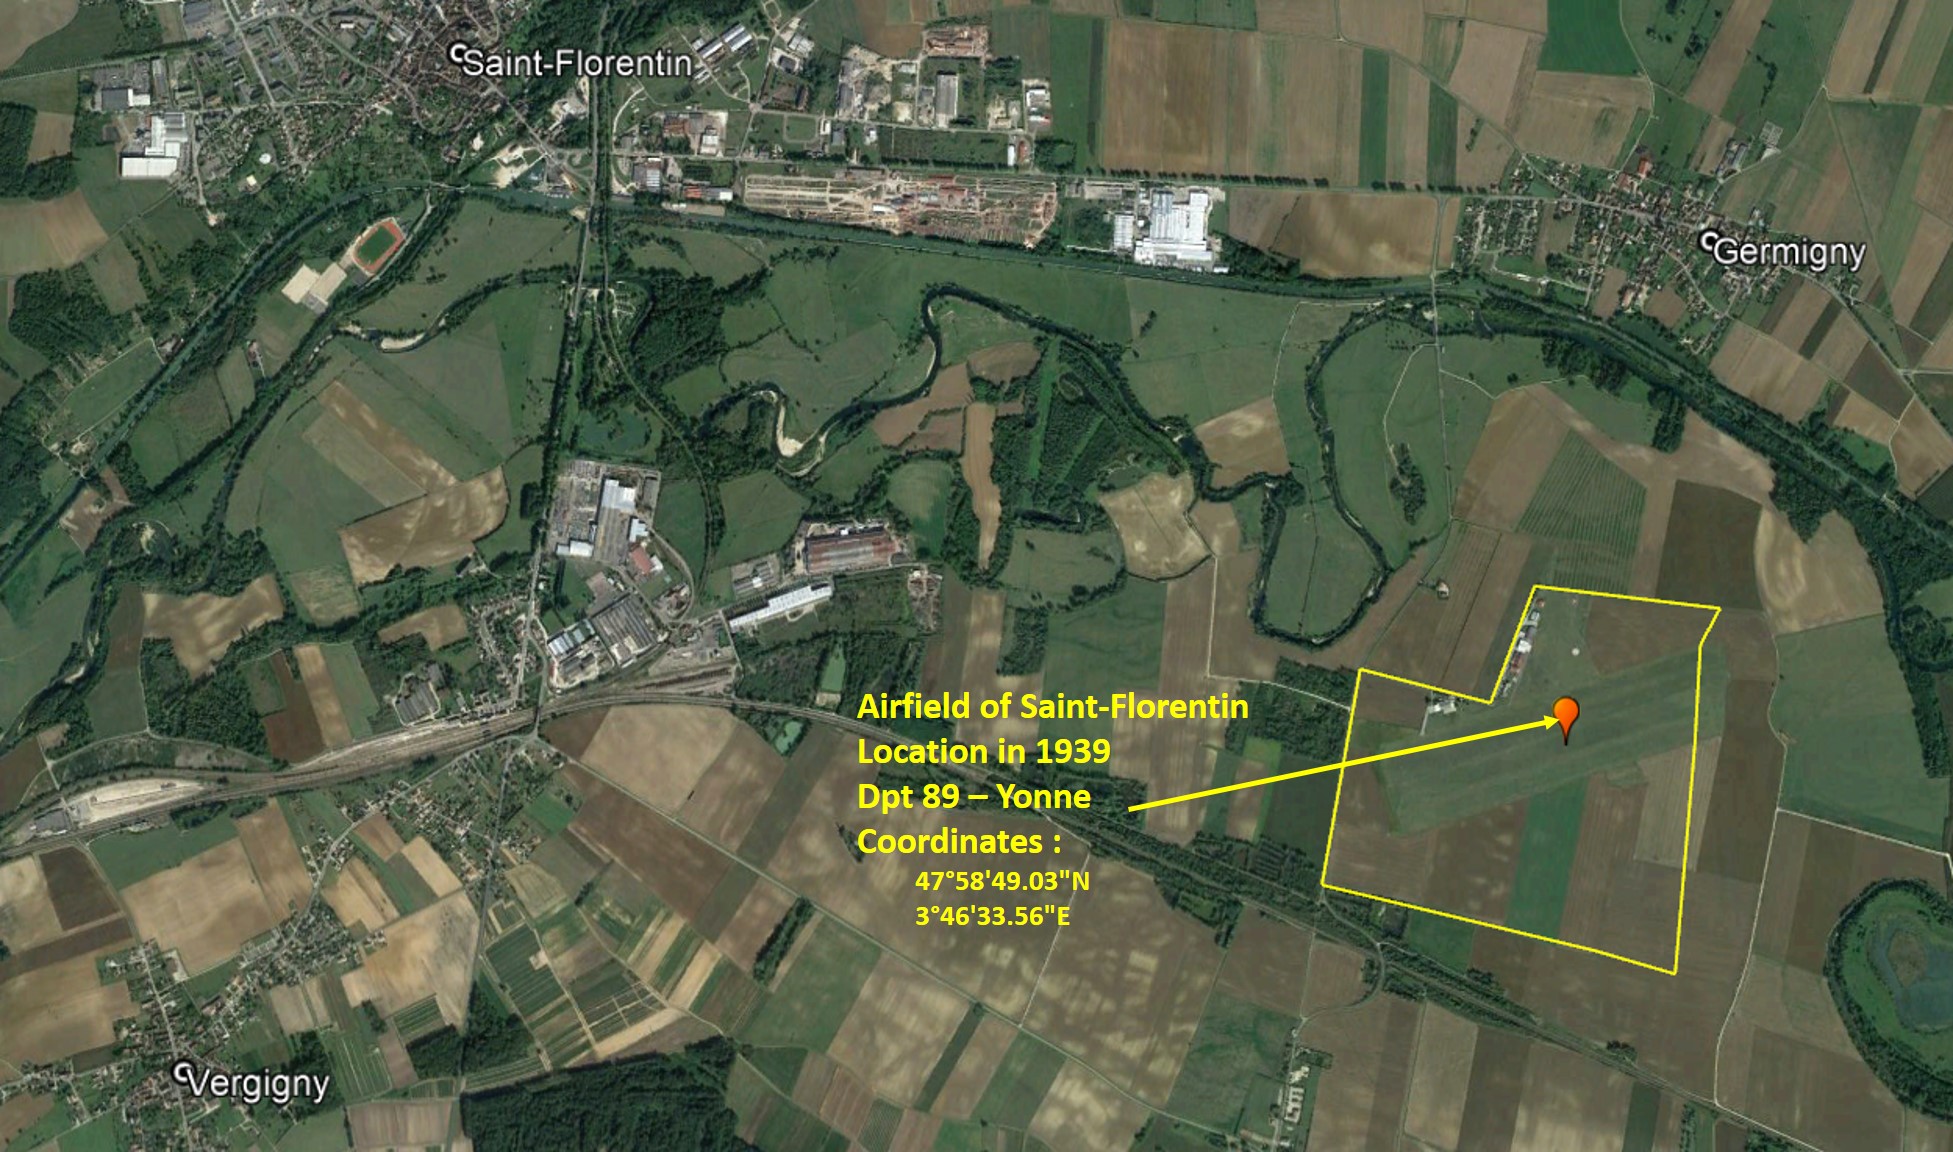 Saint-Florentin
Germigny
Airfield of Saint-Florentin
Location in 1939
Dpt 89 – Yonne
Coordinates :
47°58'49.03"N
3°46'33.56"E
Vergigny